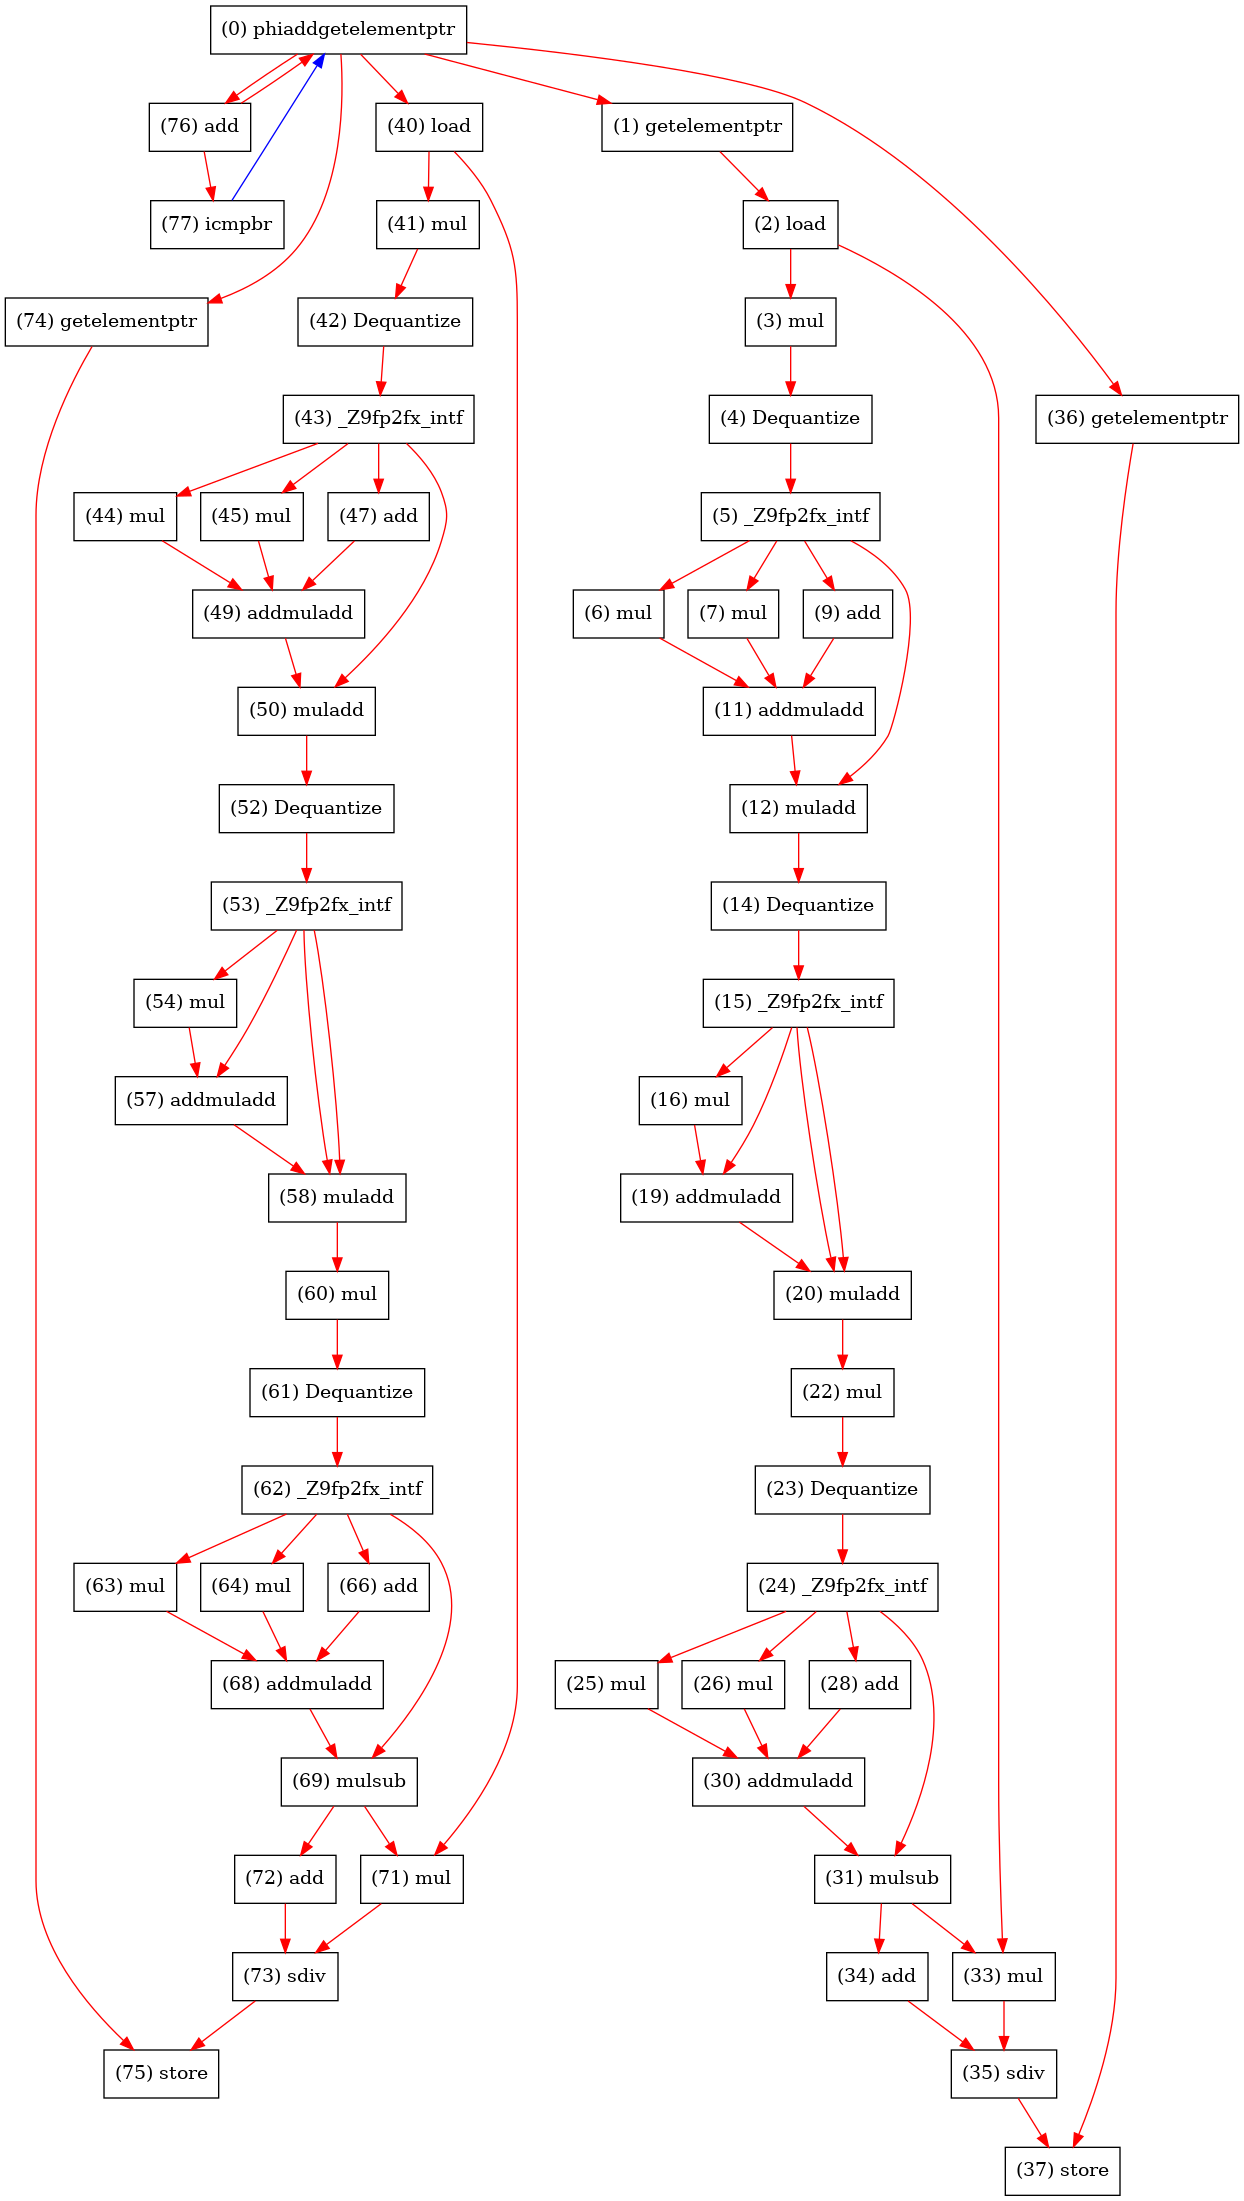 (0) phiaddgetelementptr
(76) add
(40) load
(1) getelementptr
(77) icmpbr
(41) mul
(2) load
(74) getelementptr
(42) Dequantize
(3) mul
(43) _Z9fp2fx_intf
(4) Dequantize
(36) getelementptr
(44) mul
(45) mul
(47) add
(5) _Z9fp2fx_intf
(49) addmuladd
(6) mul
(7) mul
(9) add
(50) muladd
(11) addmuladd
(52) Dequantize
(12) muladd
(53) _Z9fp2fx_intf
(14) Dequantize
(54) mul
(15) _Z9fp2fx_intf
(57) addmuladd
(16) mul
(58) muladd
(19) addmuladd
(60) mul
(20) muladd
(61) Dequantize
(22) mul
(62) _Z9fp2fx_intf
(23) Dequantize
(63) mul
(64) mul
(66) add
(24) _Z9fp2fx_intf
(68) addmuladd
(25) mul
(26) mul
(28) add
(69) mulsub
(30) addmuladd
(72) add
(71) mul
(31) mulsub
(73) sdiv
(34) add
(33) mul
(75) store
(35) sdiv
(37) store